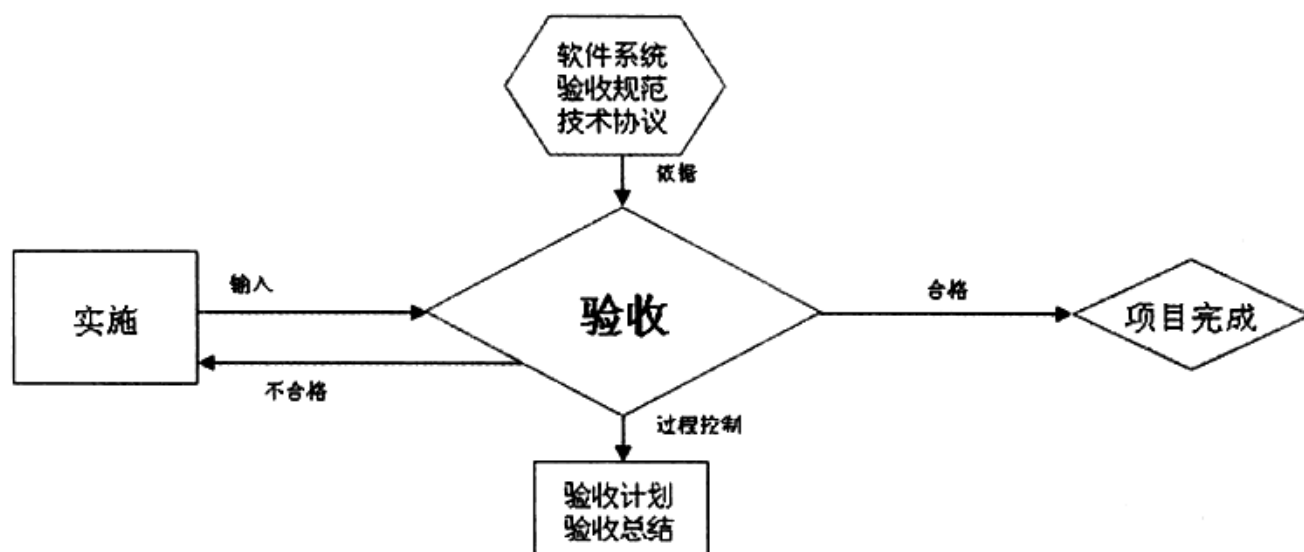 软件系统
验收规范
技术协议
依据
实施
输入
验收
合格
项目完成
不合格
过程控制
验收计划
验收总结